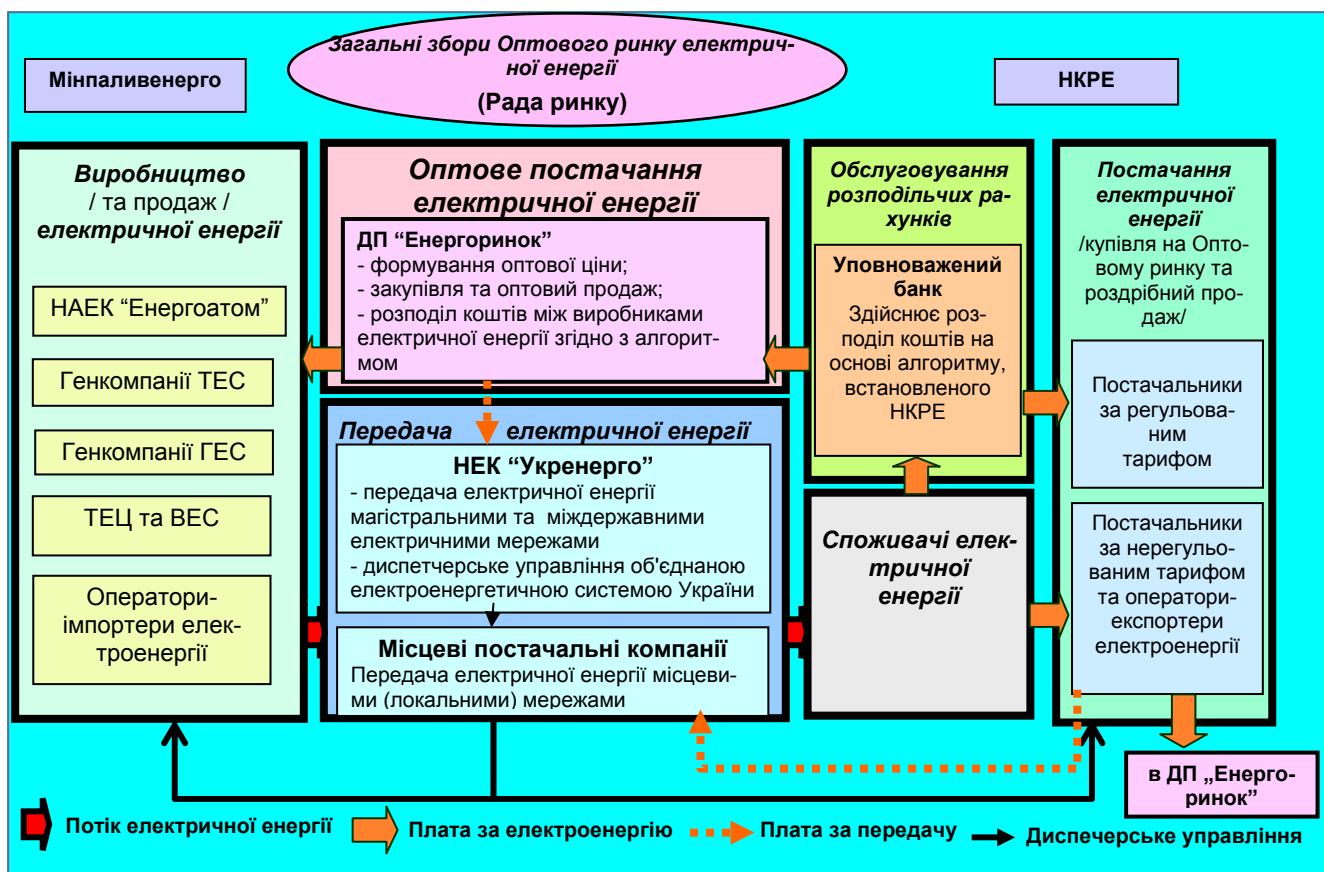 Загальні збори Оптового ринку електрич-
ної енергії
(Рада ринку)
Мінпаливенерго
НКРЕ
Виробництво
/ та продаж /
електричної енергії
НАЕК “Енергоатом”
Генкомпанії ТЕС
Генкомпанії ГЕС
ТЕЦ та ВЕС
Оператори-
імпортери елек-
троенергії
Оптове постачання
електричної енергії
ДП “Енергоринок”
- формування оптової ціни;
- закупівля та оптовий продаж;
- розподіл коштів між виробниками
електричної енергії згідно з алгорит-
мом
Передача електричної енергії
НЕК “Укренерго”
- передача електричної енергії
магістральними та міждержавними
електричними мережами
- диспетчерське управління об'єднаною
електроенергетичною системою України
Місцеві постачальні компанії
Передача електричної енергії місцеви-
ми (локальними) мережами
Обслуговування
розподільчих ра-
хунків
Уповноважений
банк
Здійснює роз-
поділ коштів на
основі алгоритму,
встановленого
НКРЕ
Споживачі елек-
тричної
енергії
Постачання
електричної
енергії
/купівля на Опто-
вому ринку та
роздрібний про-
даж/
Постачальники
за регульова-
ним
тарифом
Постачальники
за нерегульо-
ваним тарифом
та оператори-
експортери
електроенергії
в ДП „Енерго-
ринок”
Потік електричної енергії
Плата за електроенергію
Плата за передачу
Диспечерське управління